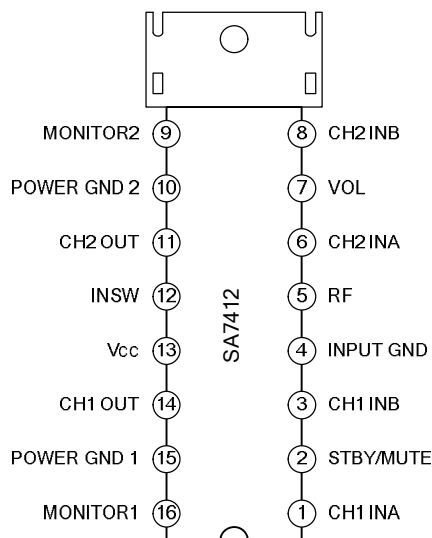 MONITOR2 9 8 CH2 INB
POWER GND 2 10 7 VOL
CH2 OUT 11 6 CH2 INA
INSW 12 5 RF
Vcc 13 4 INPUT GND
CH1 OUT 14 3 CH1 INB
POWER GND 1 15 2 STBY/MUTE
MONITOR1 16 1 CH1 INA
SA7412